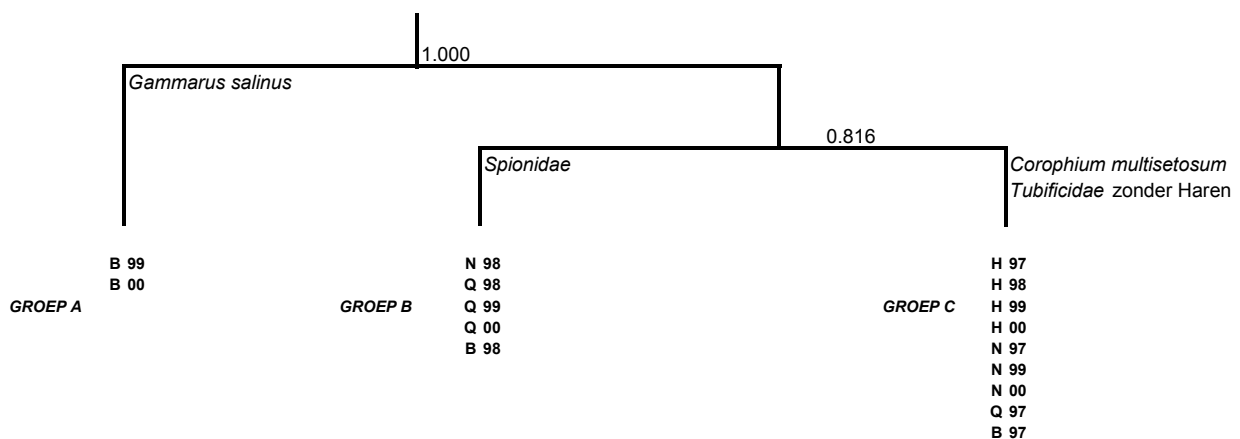 1.000
Gammarus salinus
0.816
Spionidae
Corophium multisetosum
Tubificidae zonder Haren
B 99
B 00
GROEP A
N 98
Q 98
Q 99
Q 00
B 98
GROEP B
H 97
H 98
H 99
H 00
N 97
N 99
N 00
Q 97
B 97
GROEP C